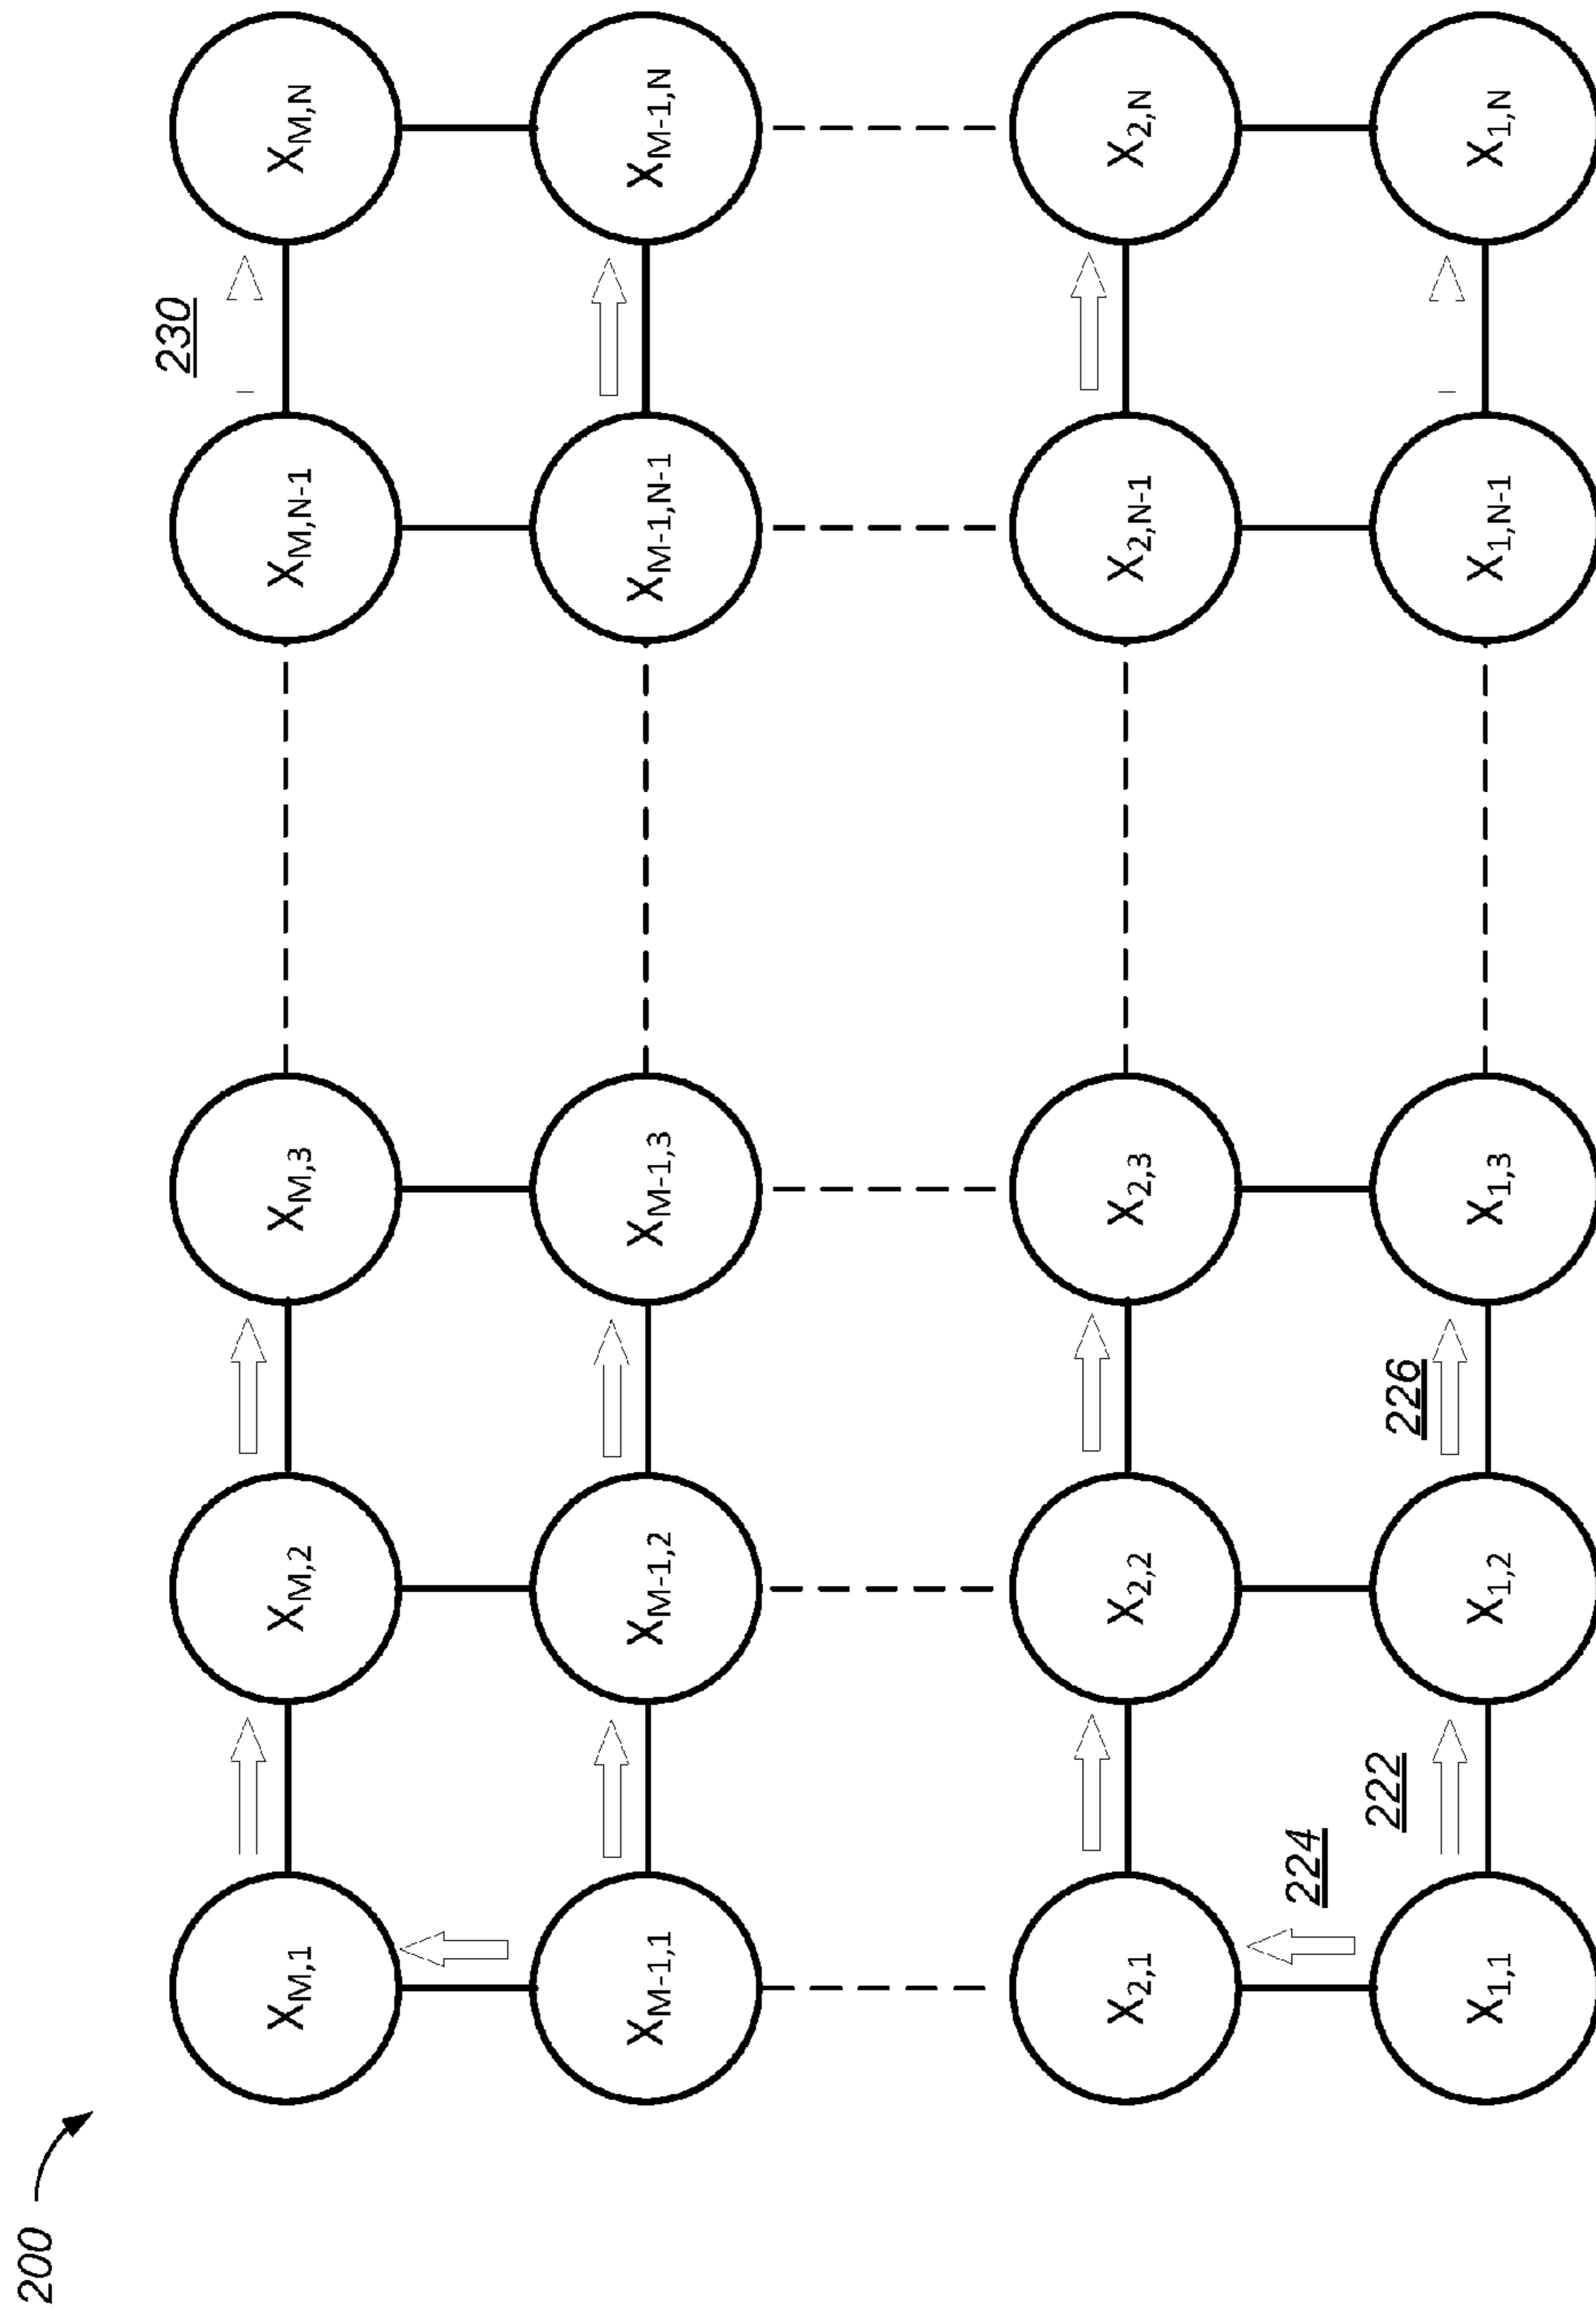 200
230
X_{M,1}
X_{M,2}
X_{M,3}
X_{M,N-1}
X_{M,N}
X_{M-1,1}
X_{M-1,2}
X_{M-1,3}
X_{M-1,N-1}
X_{M-1,N}
X_{2,1}
X_{2,2}
X_{2,3}
X_{2,N-1}
X_{2,N}
224
222
226
X_{1,1}
X_{1,2}
X_{1,3}
X_{1,N-1}
X_{1,N}